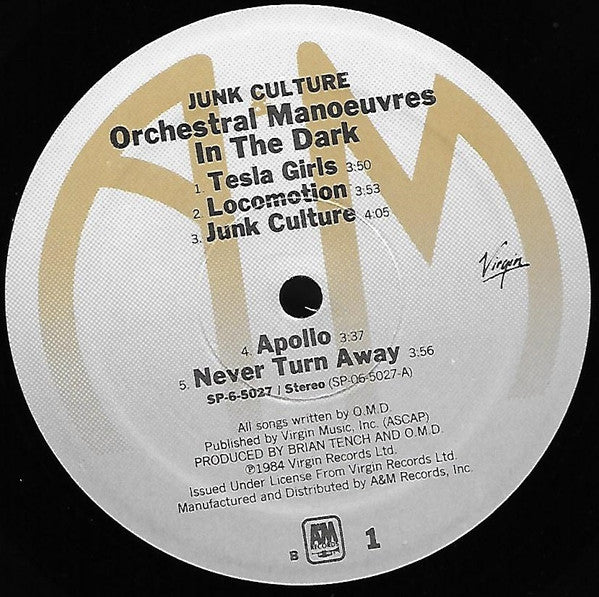 JUNK CULTURE
Orchestral Manoeuvres
In The Dark
1. Tesla Girls 3:50
2. Locomotion 3:53
3. Junk Culture 4:05
Virgin
4. Apollo 3:37
5. Never Turn Away 3:56
SP-6-5027 / Stereo (SP-06-5027-A)
All songs written by O.M.D.
Published by Virgin Music, Inc. (ASCAP)
PRODUCED BY BRIAN TENCH AND O.M.D.
℗1984 Virgin Records Ltd.
Issued Under License From Virgin Records Ltd.
Manufactured and Distributed by A&M Records, Inc.
B A&M RECORDS 1